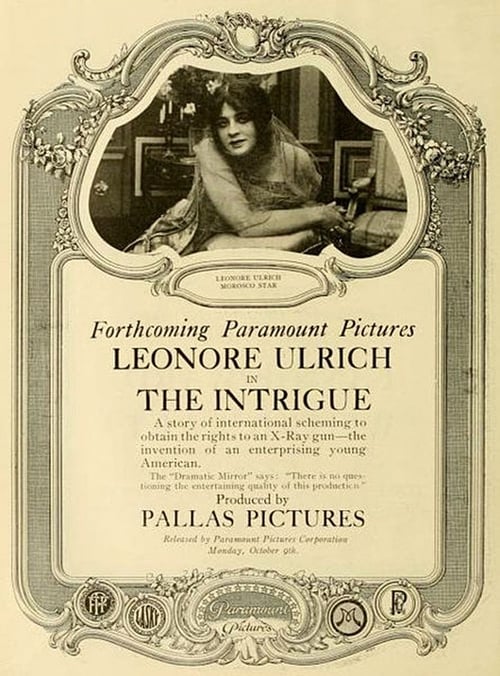 LEONORE ULRICH
MOROSCO STAR
Forthcoming Paramount Pictures
LEONORE ULRICH
IN
THE INTRIGUE
A story of international scheming to
obtain the rights to an X-Ray gun—the
invention of an enterprising young
American.
The "Dramatic Mirror" says: "There is no ques-
tioning the entertaining quality of this production."
Produced by
PALLAS PICTURES
Released by Paramount Pictures Corporation
Monday, October 9th.
LASKY
Paramount
Pictures